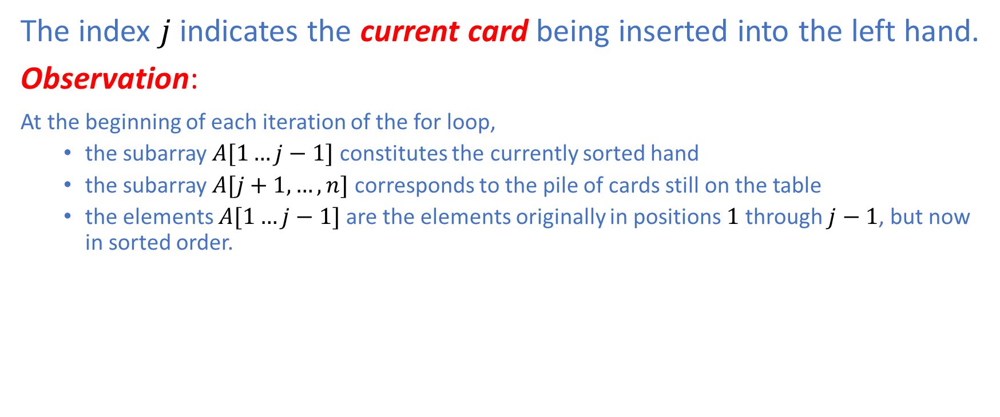 The index j indicates the current card being inserted into the left hand.
Observation:
At the beginning of each iteration of the for loop,
• the subarray A[1 … j − 1] constitutes the currently sorted hand
• the subarray A[j + 1, … , n] corresponds to the pile of cards still on the table
• the elements A[1 … j − 1] are the elements originally in positions 1 through j − 1, but now
in sorted order.